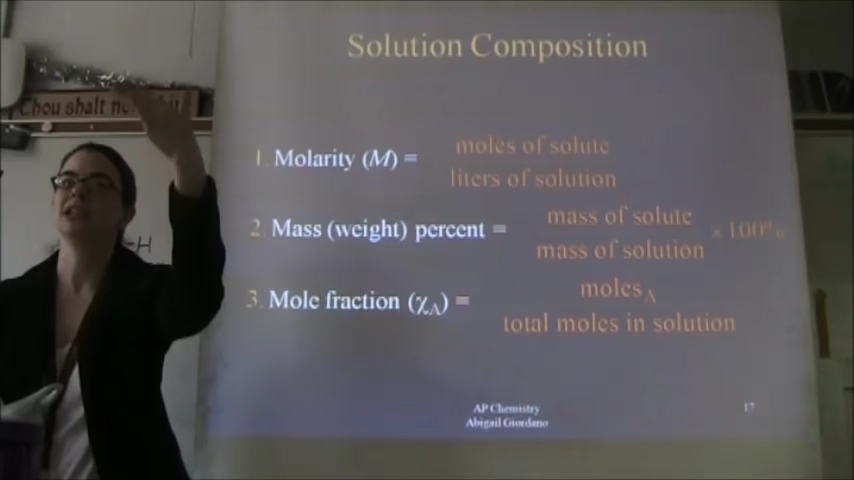 Solution Composition
Chou shalt not
1. Molarity (M) = moles of solute
liters of solution
2. Mass (weight) percent = mass of solute
mass of solution × 100%
3. Mole fraction (χA) = molesA
total moles in solution
H
AP Chemistry
Abigail Giordano
17